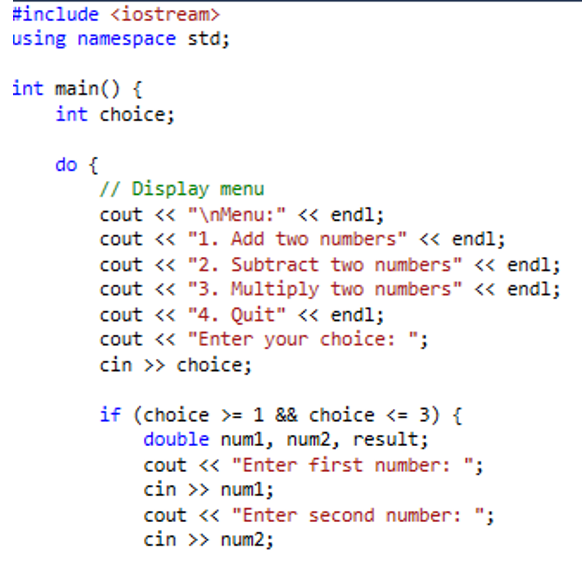 #include <iostream>
using namespace std;
int main() {
int choice;
do {
// Display menu
cout << "\nMenu:" << endl;
cout << "1. Add two numbers" << endl;
cout << "2. Subtract two numbers" << endl;
cout << "3. Multiply two numbers" << endl;
cout << "4. Quit" << endl;
cout << "Enter your choice: ";
cin >> choice;
if (choice >= 1 && choice <= 3) {
double num1, num2, result;
cout << "Enter first number: ";
cin >> num1;
cout << "Enter second number: ";
cin >> num2;